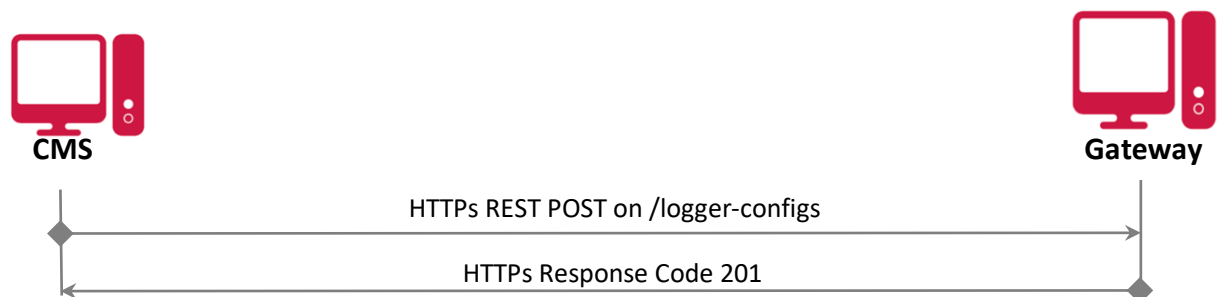 CMS
Gateway
HTTPs REST POST on /logger-configs
HTTPs Response Code 201